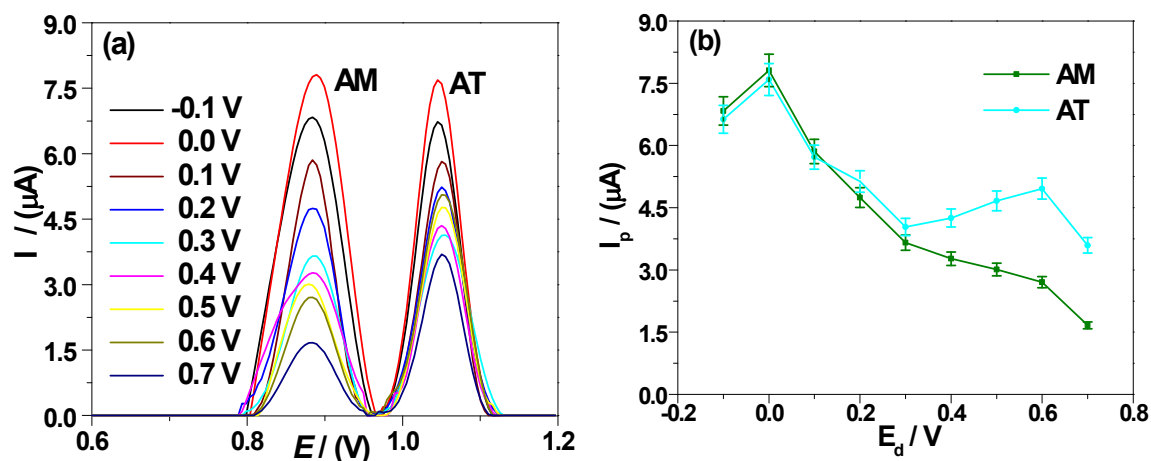 (a)
AM
AT
-0.1 V
0.0 V
0.1 V
0.2 V
0.3 V
0.4 V
0.5 V
0.6 V
0.7 V
9.0
7.5
6.0
4.5
3.0
1.5
0.0
I / (µA)
0.6 0.8 1.0 1.2
E / (V)
(b)
AM
AT
9.0
7.5
6.0
4.5
3.0
1.5
0.0
I_p / (µA)
-0.2 0.0 0.2 0.4 0.6 0.8
E_d / V